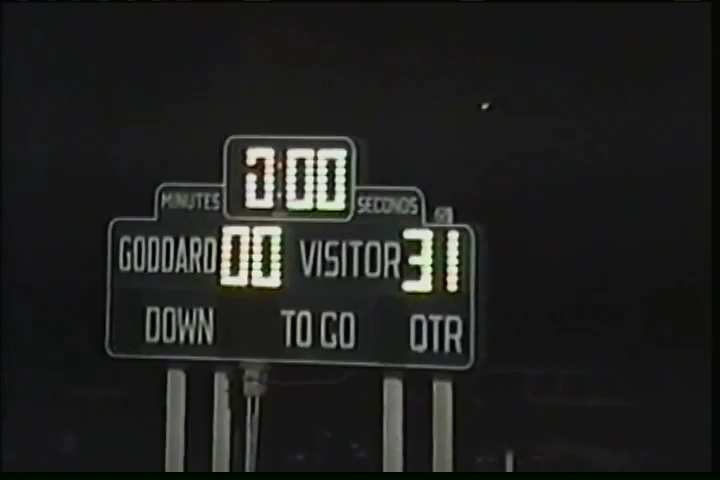 0:00
MINUTES SECONDS
GODDARD 00 VISITOR 31
DOWN TO GO QTR